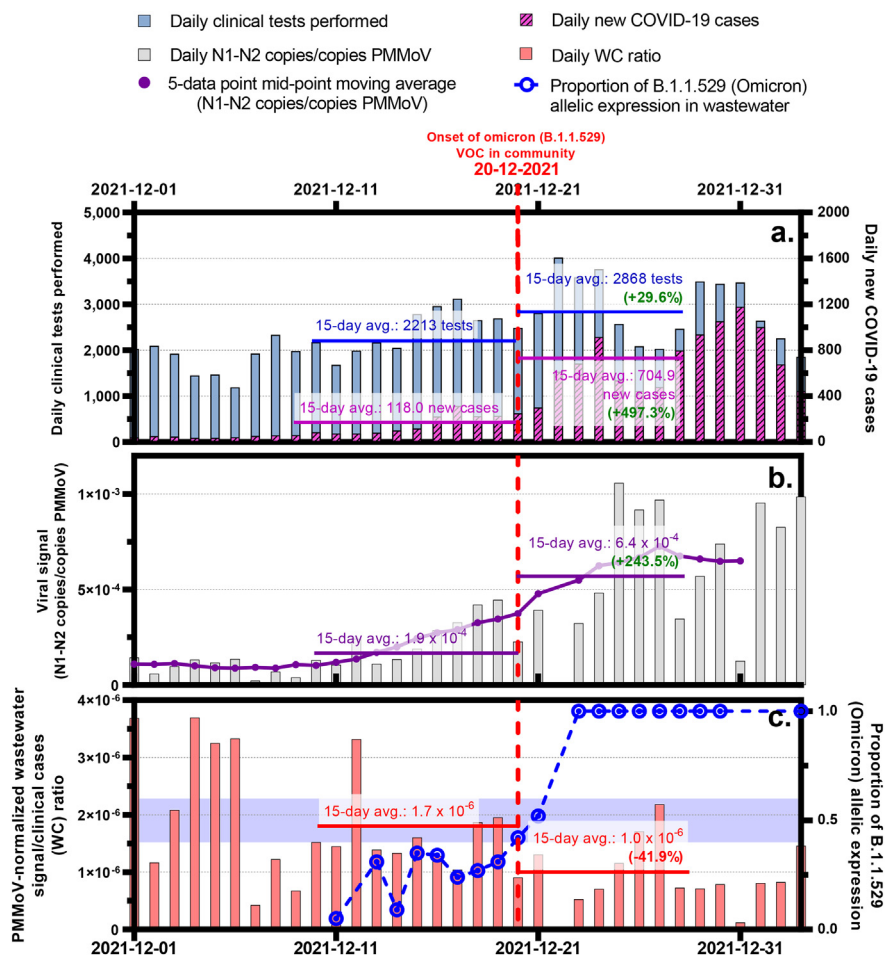 Daily clinical tests performed
Daily new COVID-19 cases
Daily N1-N2 copies/copies PMMoV
Daily WC ratio
5-data point mid-point moving average
(N1-N2 copies/copies PMMoV)
Proportion of B.1.1.529 (Omicron)
allelic expression in wastewater
Onset of omicron (B.1.1.529)
VOC in community
20-12-2021
2021-12-01 2021-12-11 2021-12-21 2021-12-31
a.
Daily clinical tests performed
5,000
4,000
3,000
2,000
1,000
0
15-day avg.: 2868 tests
(+29.6%)
15-day avg.: 2213 tests
15-day avg.: 704.9
new cases
(+497.3%)
15-day avg.: 118.0 new cases
2000
1600
1200
800
400
0
Daily new COVID-19 cases
b.
Viral signal
(N1-N2 copies/copies PMMoV)
1×10⁻³
5×10⁻⁴
0
15-day avg.: 6.4 x 10⁻⁴
(+243.5%)
15-day avg.: 1.9 x 10⁻⁴
c.
PMMoV-normalized wastewater
signal/clinical cases
(WC) ratio
4×10⁻⁶
3×10⁻⁶
2×10⁻⁶
1×10⁻⁶
0
15-day avg.: 1.7 x 10⁻⁶
15-day avg.: 1.0 x 10⁻⁶
(-41.9%)
1.0
0.5
0.0
Proportion of B.1.1.529
(Omicron) allelic expression
2021-12-01 2021-12-11 2021-12-21 2021-12-31